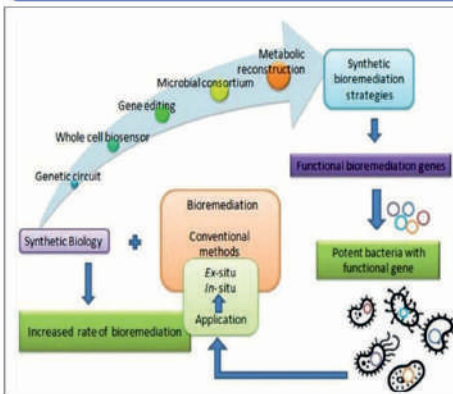 Metabolic
reconstruction
Microbial consortium
Gene editing
Whole cell biosensor
Genetic circuit
Synthetic
bioremediation
strategies
Functional bioremediation genes
Potent bacteria with
functional gene
Synthetic Biology
Bioremediation
Conventional
methods
Ex-situ
In-situ
Application
Increased rate of bioremediation